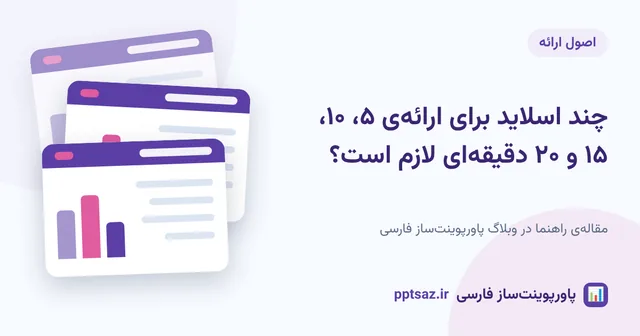 اصول ارائه
چند اسلاید برای ارائه‌ی ۵، ۱۰،
۱۵ و ۲۰ دقیقه‌ای لازم است؟
مقاله‌ی راهنما در وبلاگ پاورپوینت‌ساز فارسی
پاورپوینت‌ساز فارسی pptsaz.ir